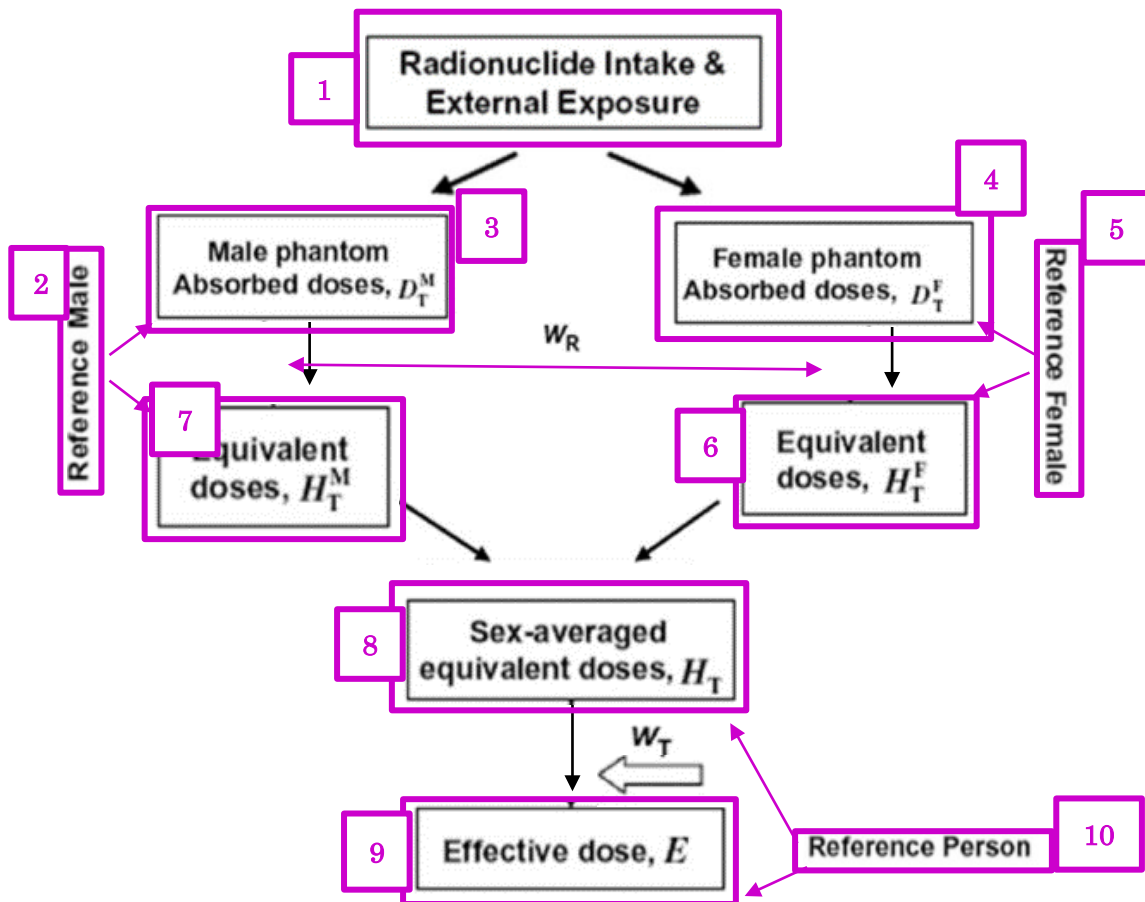 1
Radionuclide Intake &
External Exposure
2
Reference Male
3
Male phantom
Absorbed doses, D_T^M
4
Female phantom
Absorbed doses, D_T^F
5
Reference Female
W_R
7
Equivalent
doses, H_T^M
6
Equivalent
doses, H_T^F
8
Sex-averaged
equivalent doses, H_T
W_T
9
Effective dose, E
Reference Person
10